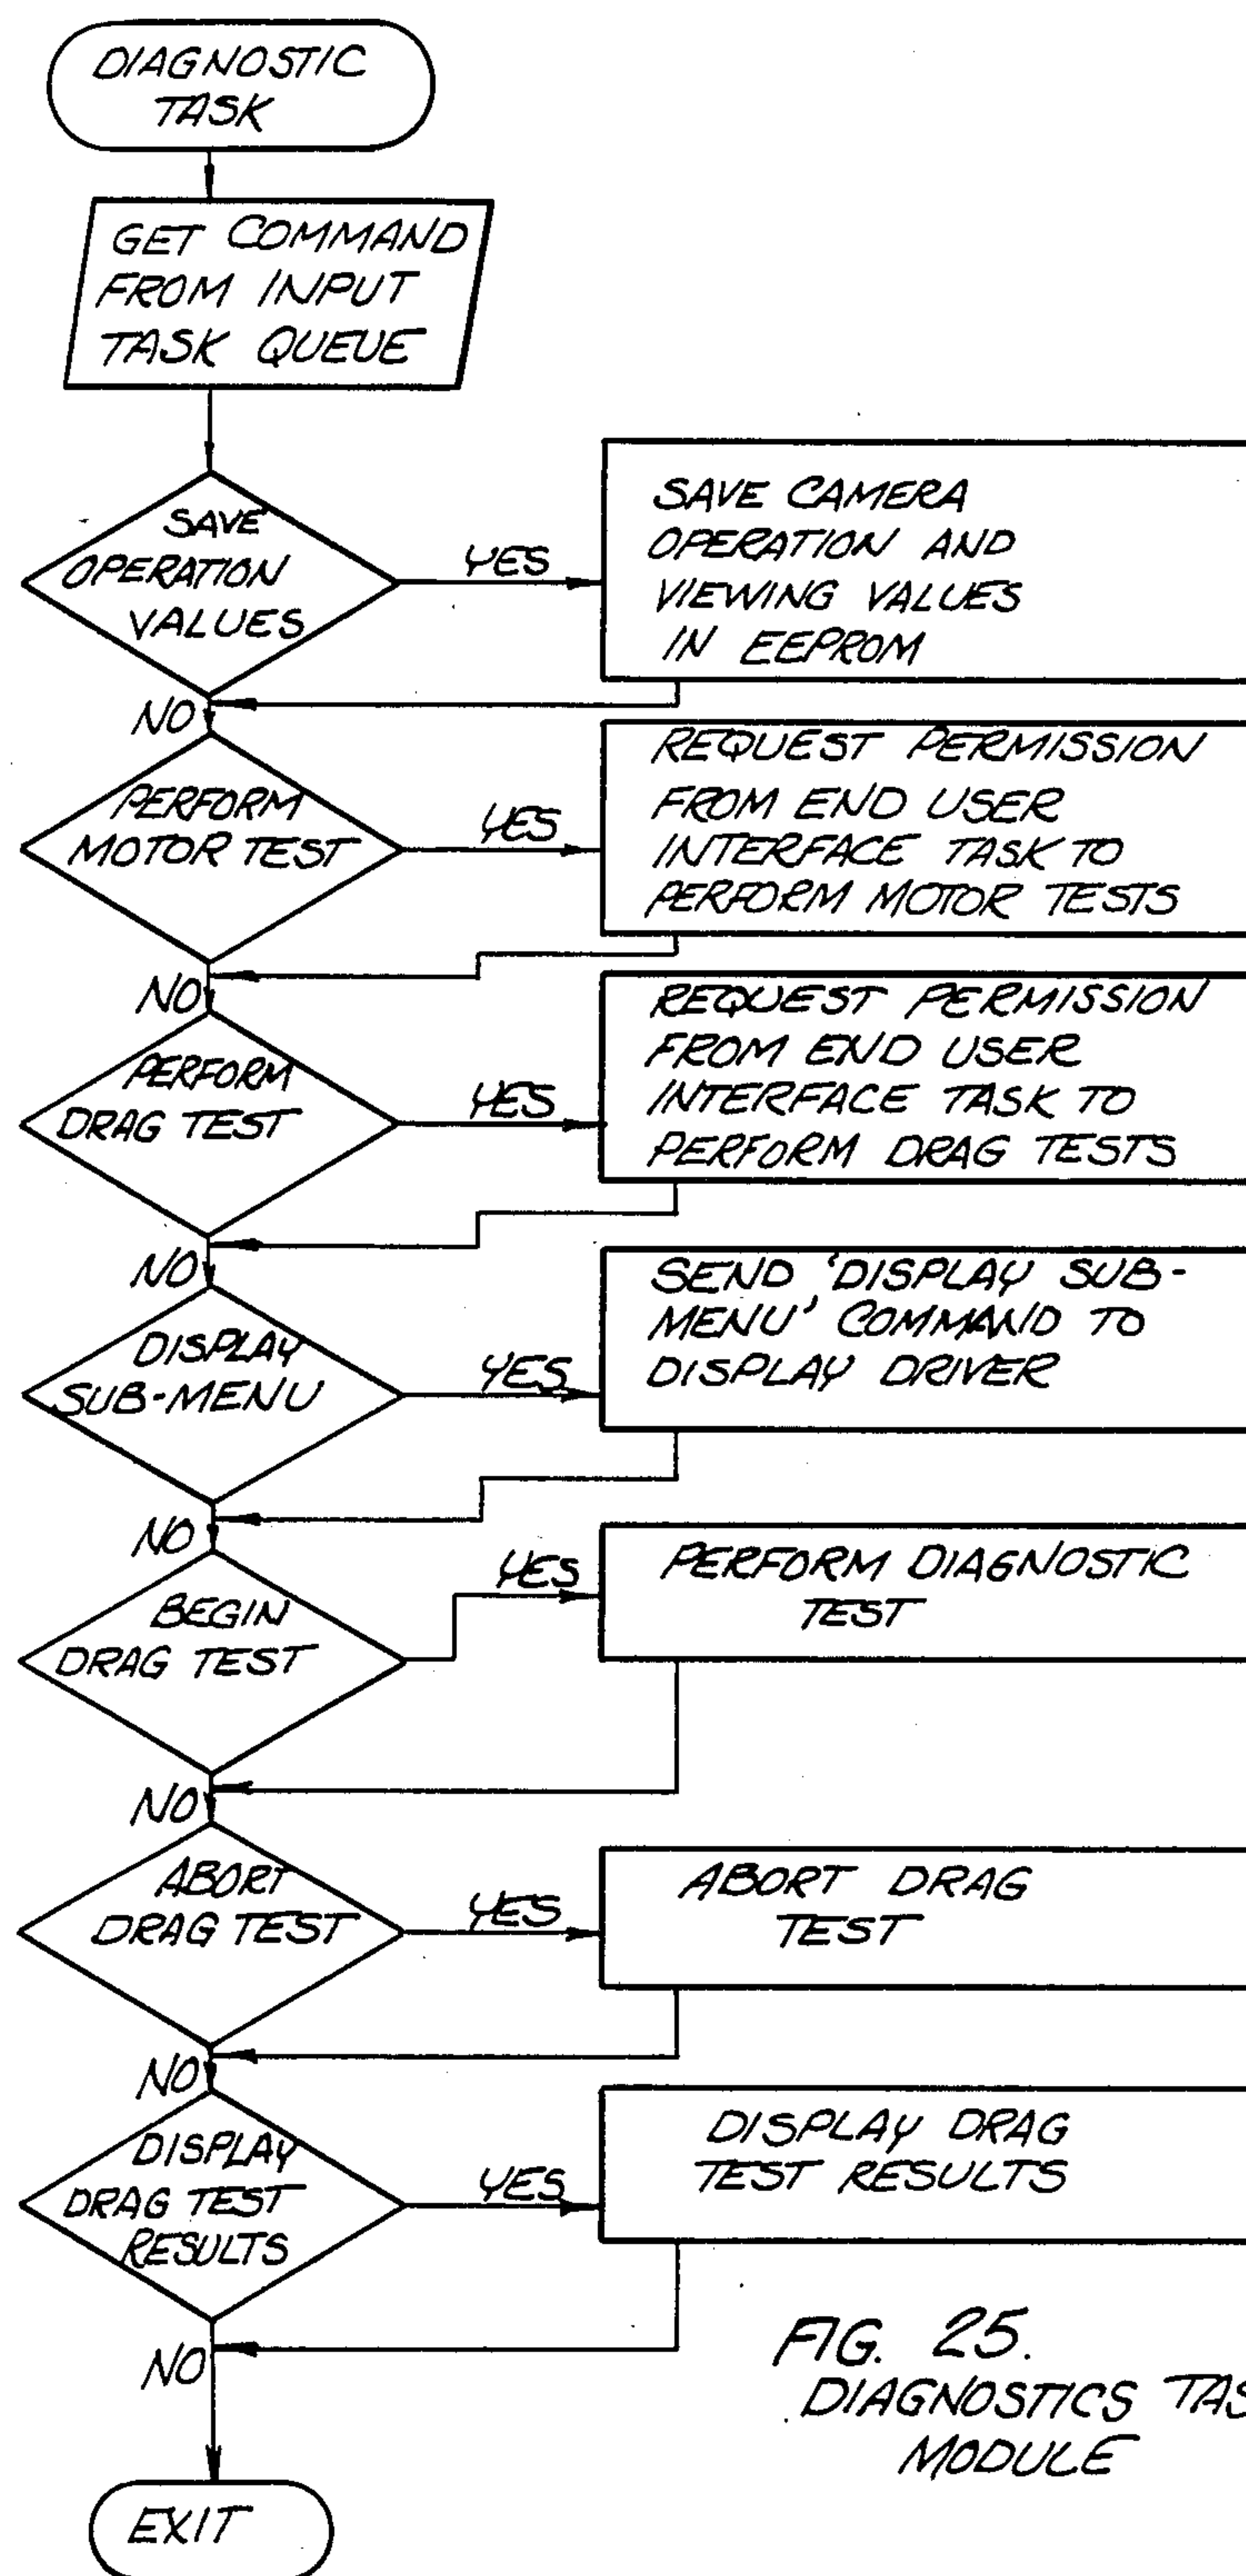 DIAGNOSTIC
TASK
GET COMMAND
FROM INPUT
TASK QUEUE
SAVE
OPERATION
VALUES
YES
SAVE CAMERA
OPERATION AND
VIEWING VALUES
IN EEPROM
NO
PERFORM
MOTOR TEST
YES
REQUEST PERMISSION
FROM END USER
INTERFACE TASK TO
PERFORM MOTOR TESTS
NO
PERFORM
DRAG TEST
YES
REQUEST PERMISSION
FROM END USER
INTERFACE TASK TO
PERFORM DRAG TESTS
NO
DISPLAY
SUB-MENU
YES
SEND 'DISPLAY SUB-
MENU' COMMAND TO
DISPLAY DRIVER
NO
BEGIN
DRAG TEST
YES
PERFORM DIAGNOSTIC
TEST
NO
ABORT
DRAG TEST
YES
ABORT DRAG
TEST
NO
DISPLAY
DRAG TEST
RESULTS
YES
DISPLAY DRAG
TEST RESULTS
NO
FIG. 25.
DIAGNOSTICS TAS
MODULE
EXIT